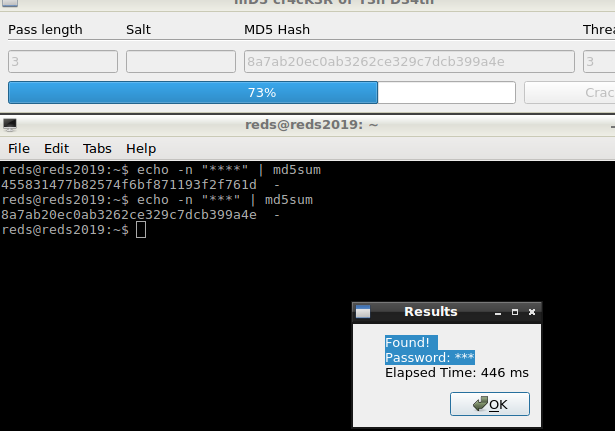 mD5 cr4cK3R of T3h D34th
Pass length Salt MD5 Hash Threa
3 8a7ab20ec0ab3262ce329c7dcb399a4e 3
73% Crac
reds@reds2019: ~
File Edit Tabs Help
reds@reds2019:~$ echo -n "****" | md5sum
455831477b82574f6bf871193f2f761d -
reds@reds2019:~$ echo -n "***" | md5sum
8a7ab20ec0ab3262ce329c7dcb399a4e -
reds@reds2019:~$
Results
Found!
Password: ***
Elapsed Time: 446 ms
OK